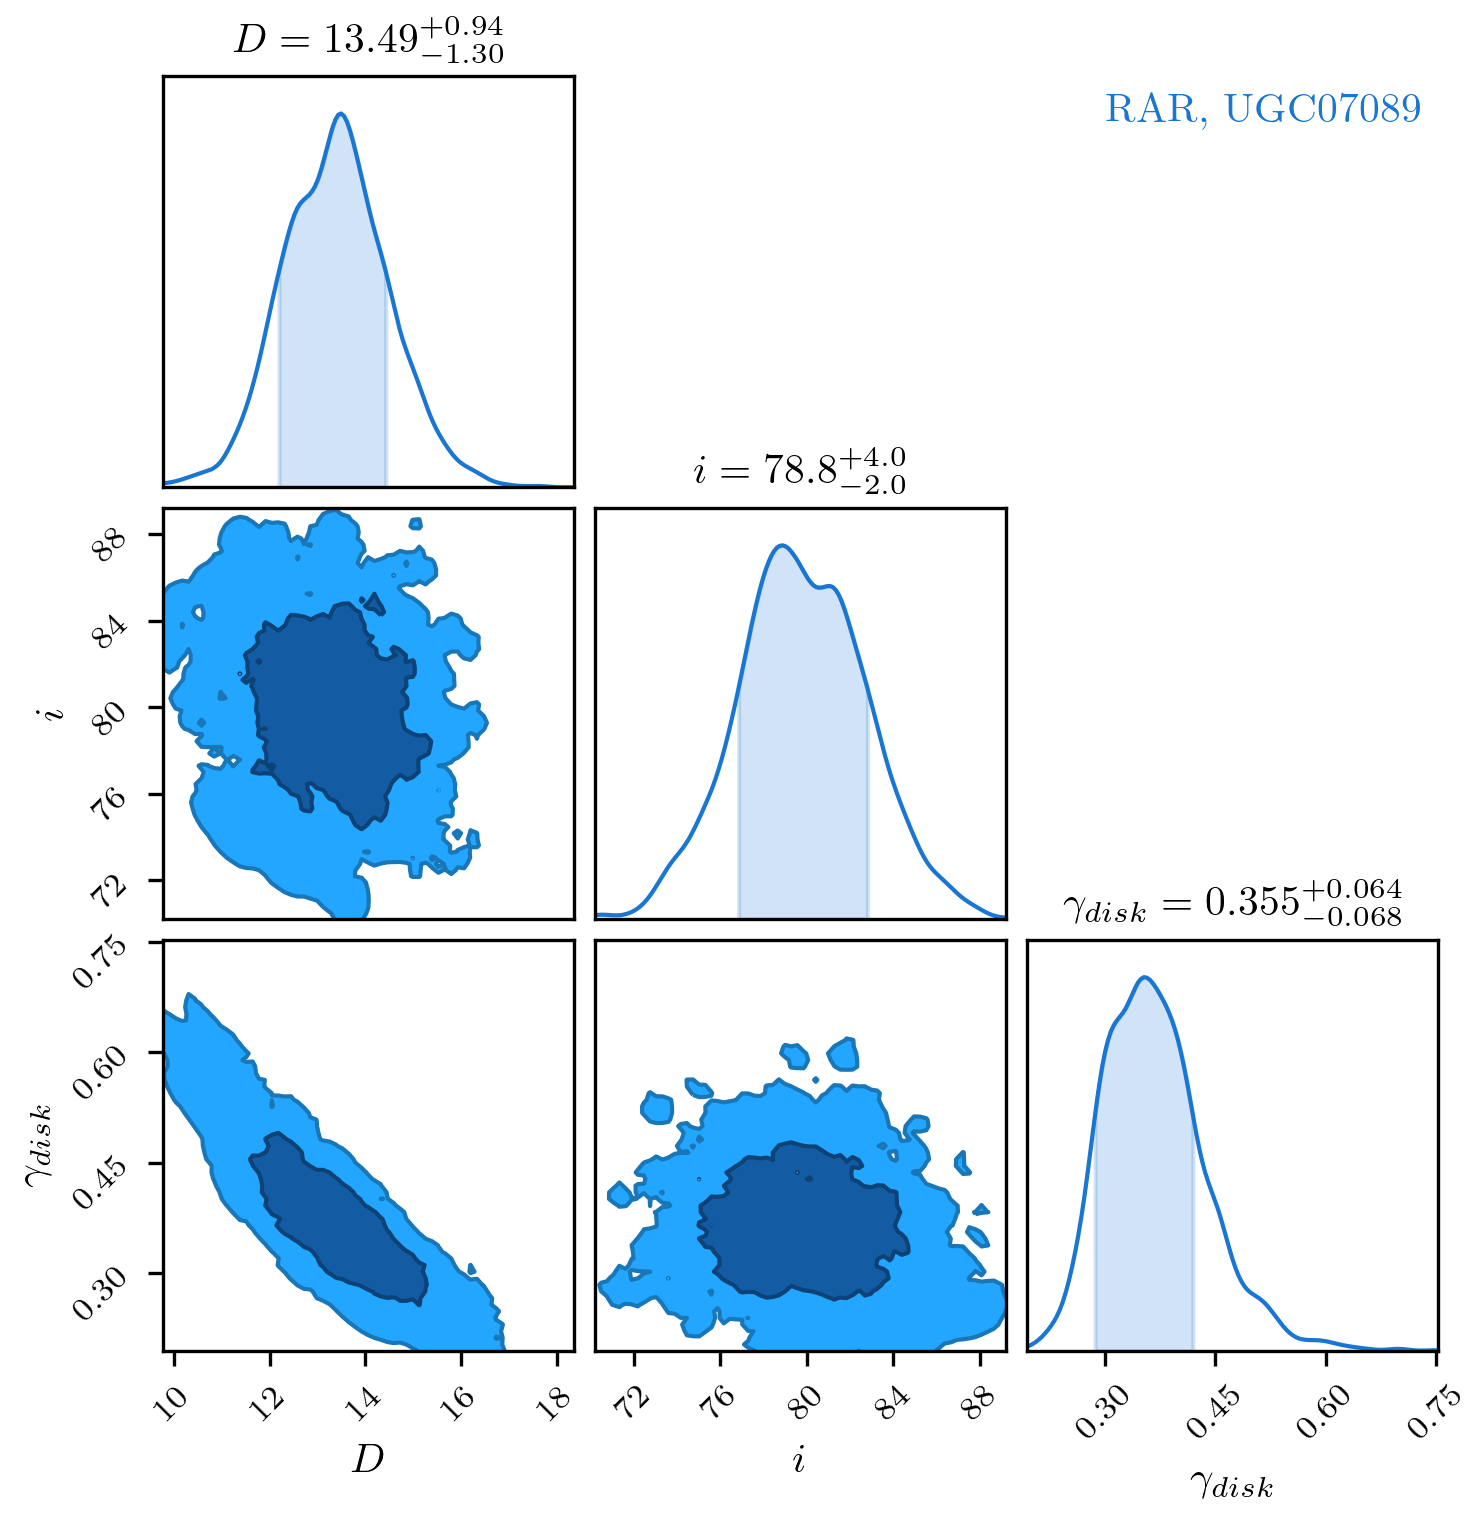 D = 13.49^{+0.94}_{-1.30}
RAR, UGC07089
i = 78.8^{+4.0}_{-2.0}
88
84
80
76
72
i
γ_{disk} = 0.355^{+0.064}_{-0.068}
0.75
0.60
0.45
0.30
γ_{disk}
10 12 14 16 18
72 76 80 84 88
0.30 0.45 0.60 0.75
D
i
γ_{disk}